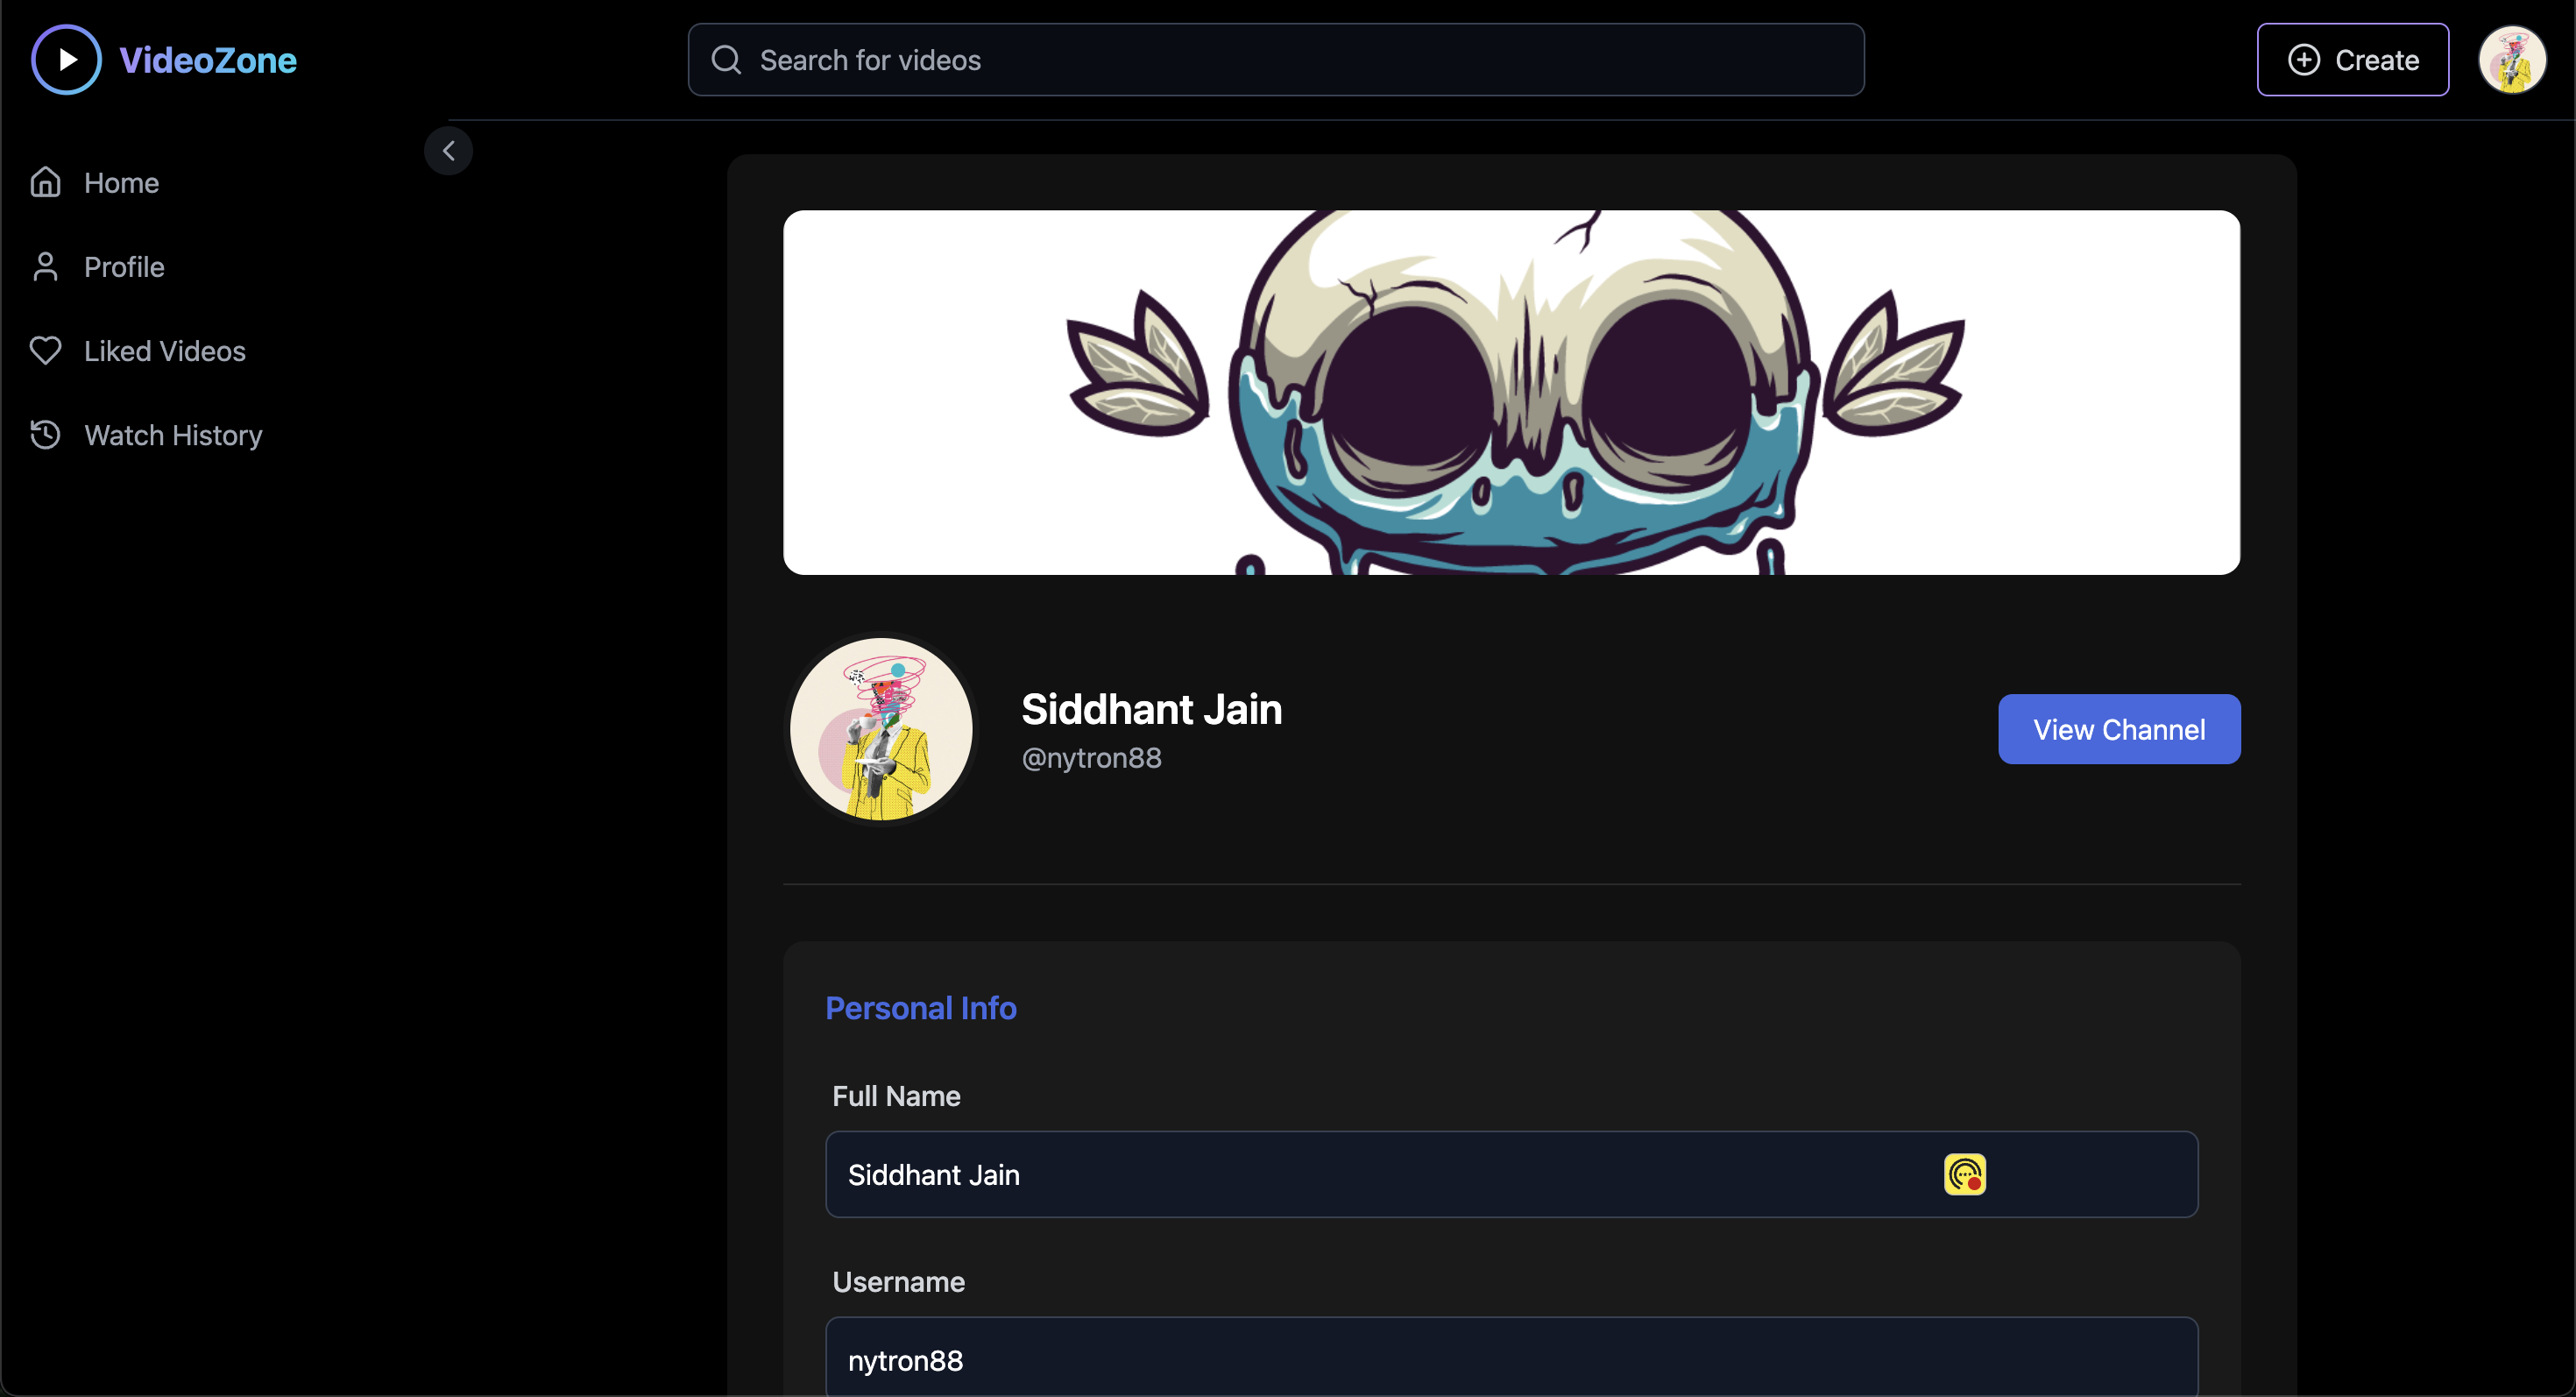 VideoZone
Search for videos
Create
Home
Profile
Liked Videos
Watch History
Siddhant Jain
@nytron88
View Channel
Personal Info
Full Name
Siddhant Jain
Username
nytron88